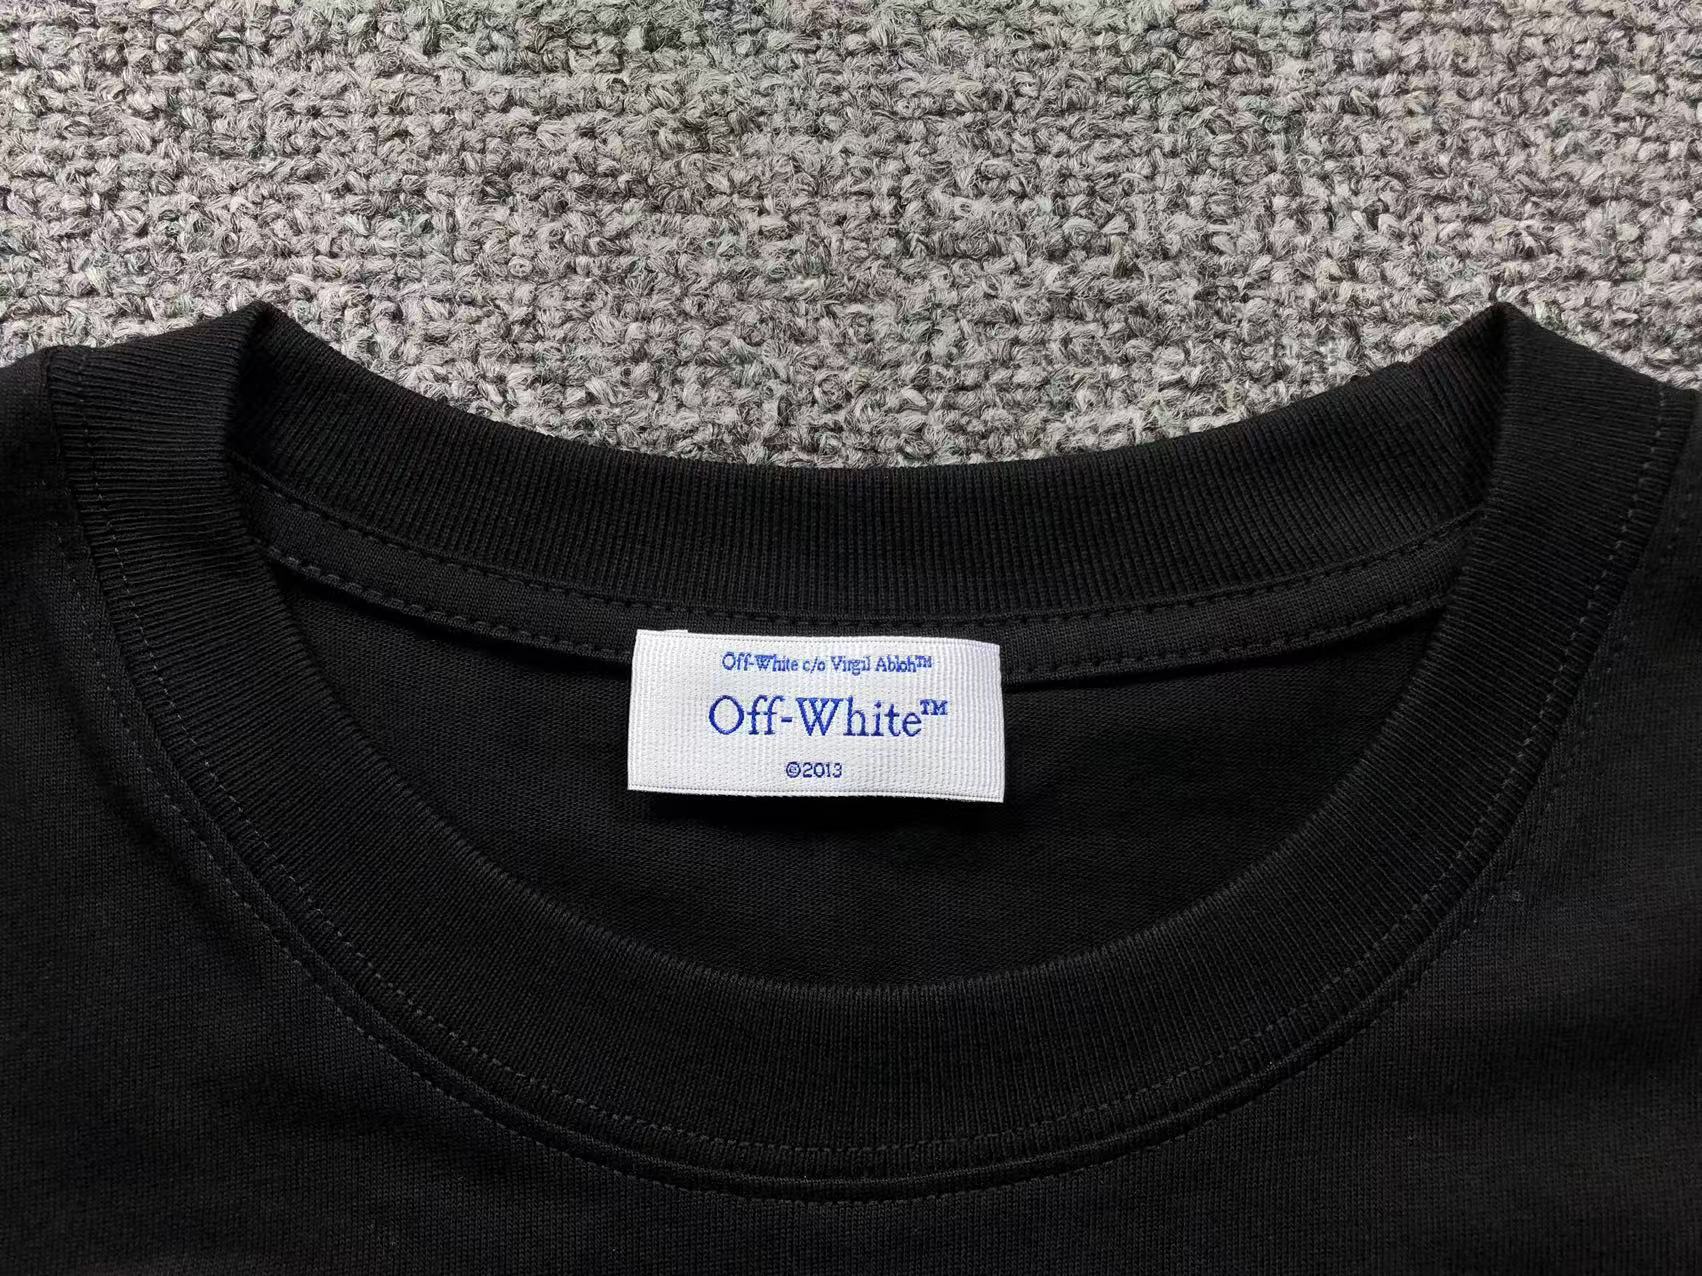 Off-White c/o Virgil Abloh™
Off-White™
©2013